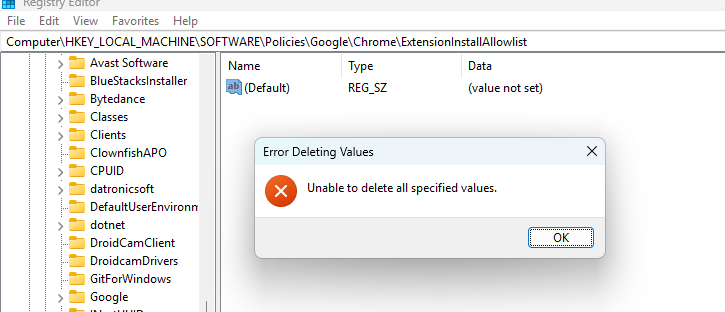 Registry Editor
File Edit View Favorites Help
Computer\HKEY_LOCAL_MACHINE\SOFTWARE\Policies\Google\Chrome\ExtensionInstallAllowlist
Avast Software
BlueStacksInstaller
Bytedance
Classes
Clients
ClownfishAPO
CPUID
datronicsoft
DefaultUserEnvironm
dotnet
DroidCamClient
DroidcamDrivers
GitForWindows
Google
Name Type Data
ab (Default) REG_SZ (value not set)
Error Deleting Values
Unable to delete all specified values.
OK